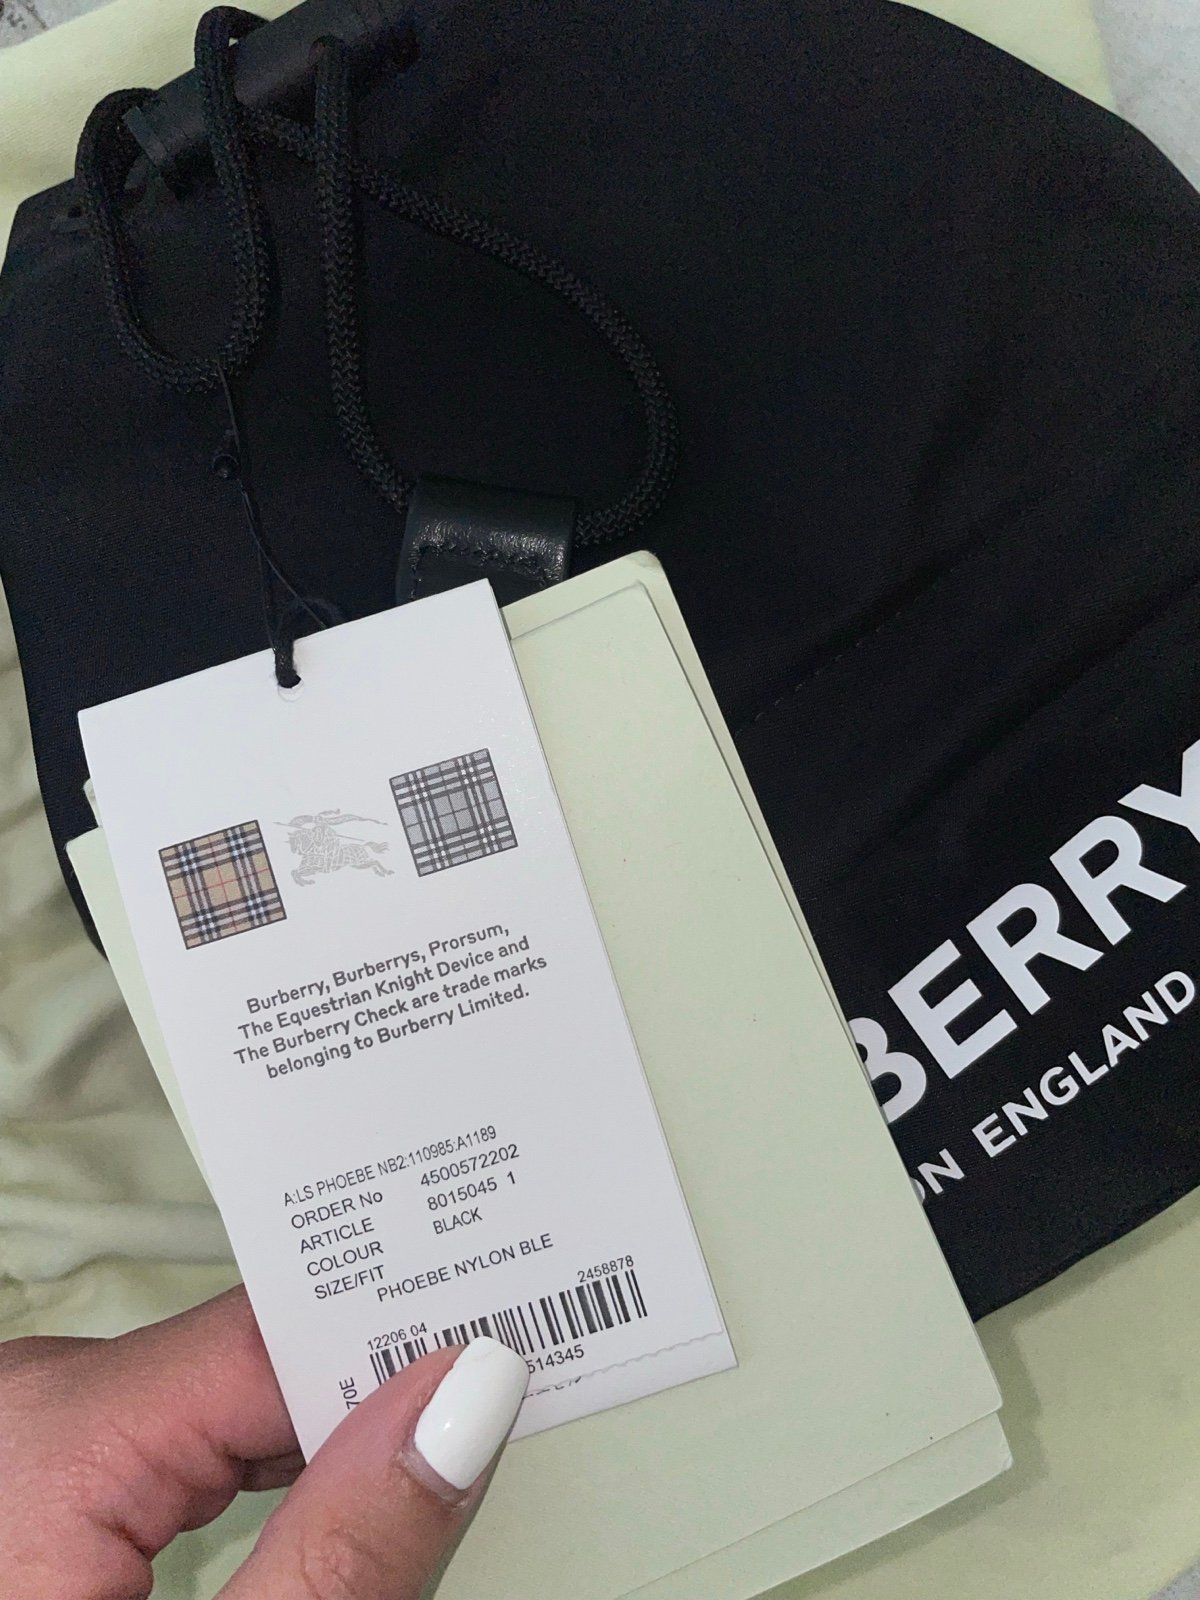 Burberry, Burberrys, Prorsum,
The Equestrian Knight Device and
The Burberry Check are trade marks
belonging to Burberry Limited.
A:LS PHOEBE NB2:110985:A1189
ORDER No 4500572202
ARTICLE 8015045 1
COLOUR BLACK
SIZE/FIT
PHOEBE NYLON BLE
2458878
12206 04
514345
70E
BERRY
ON ENGLAND